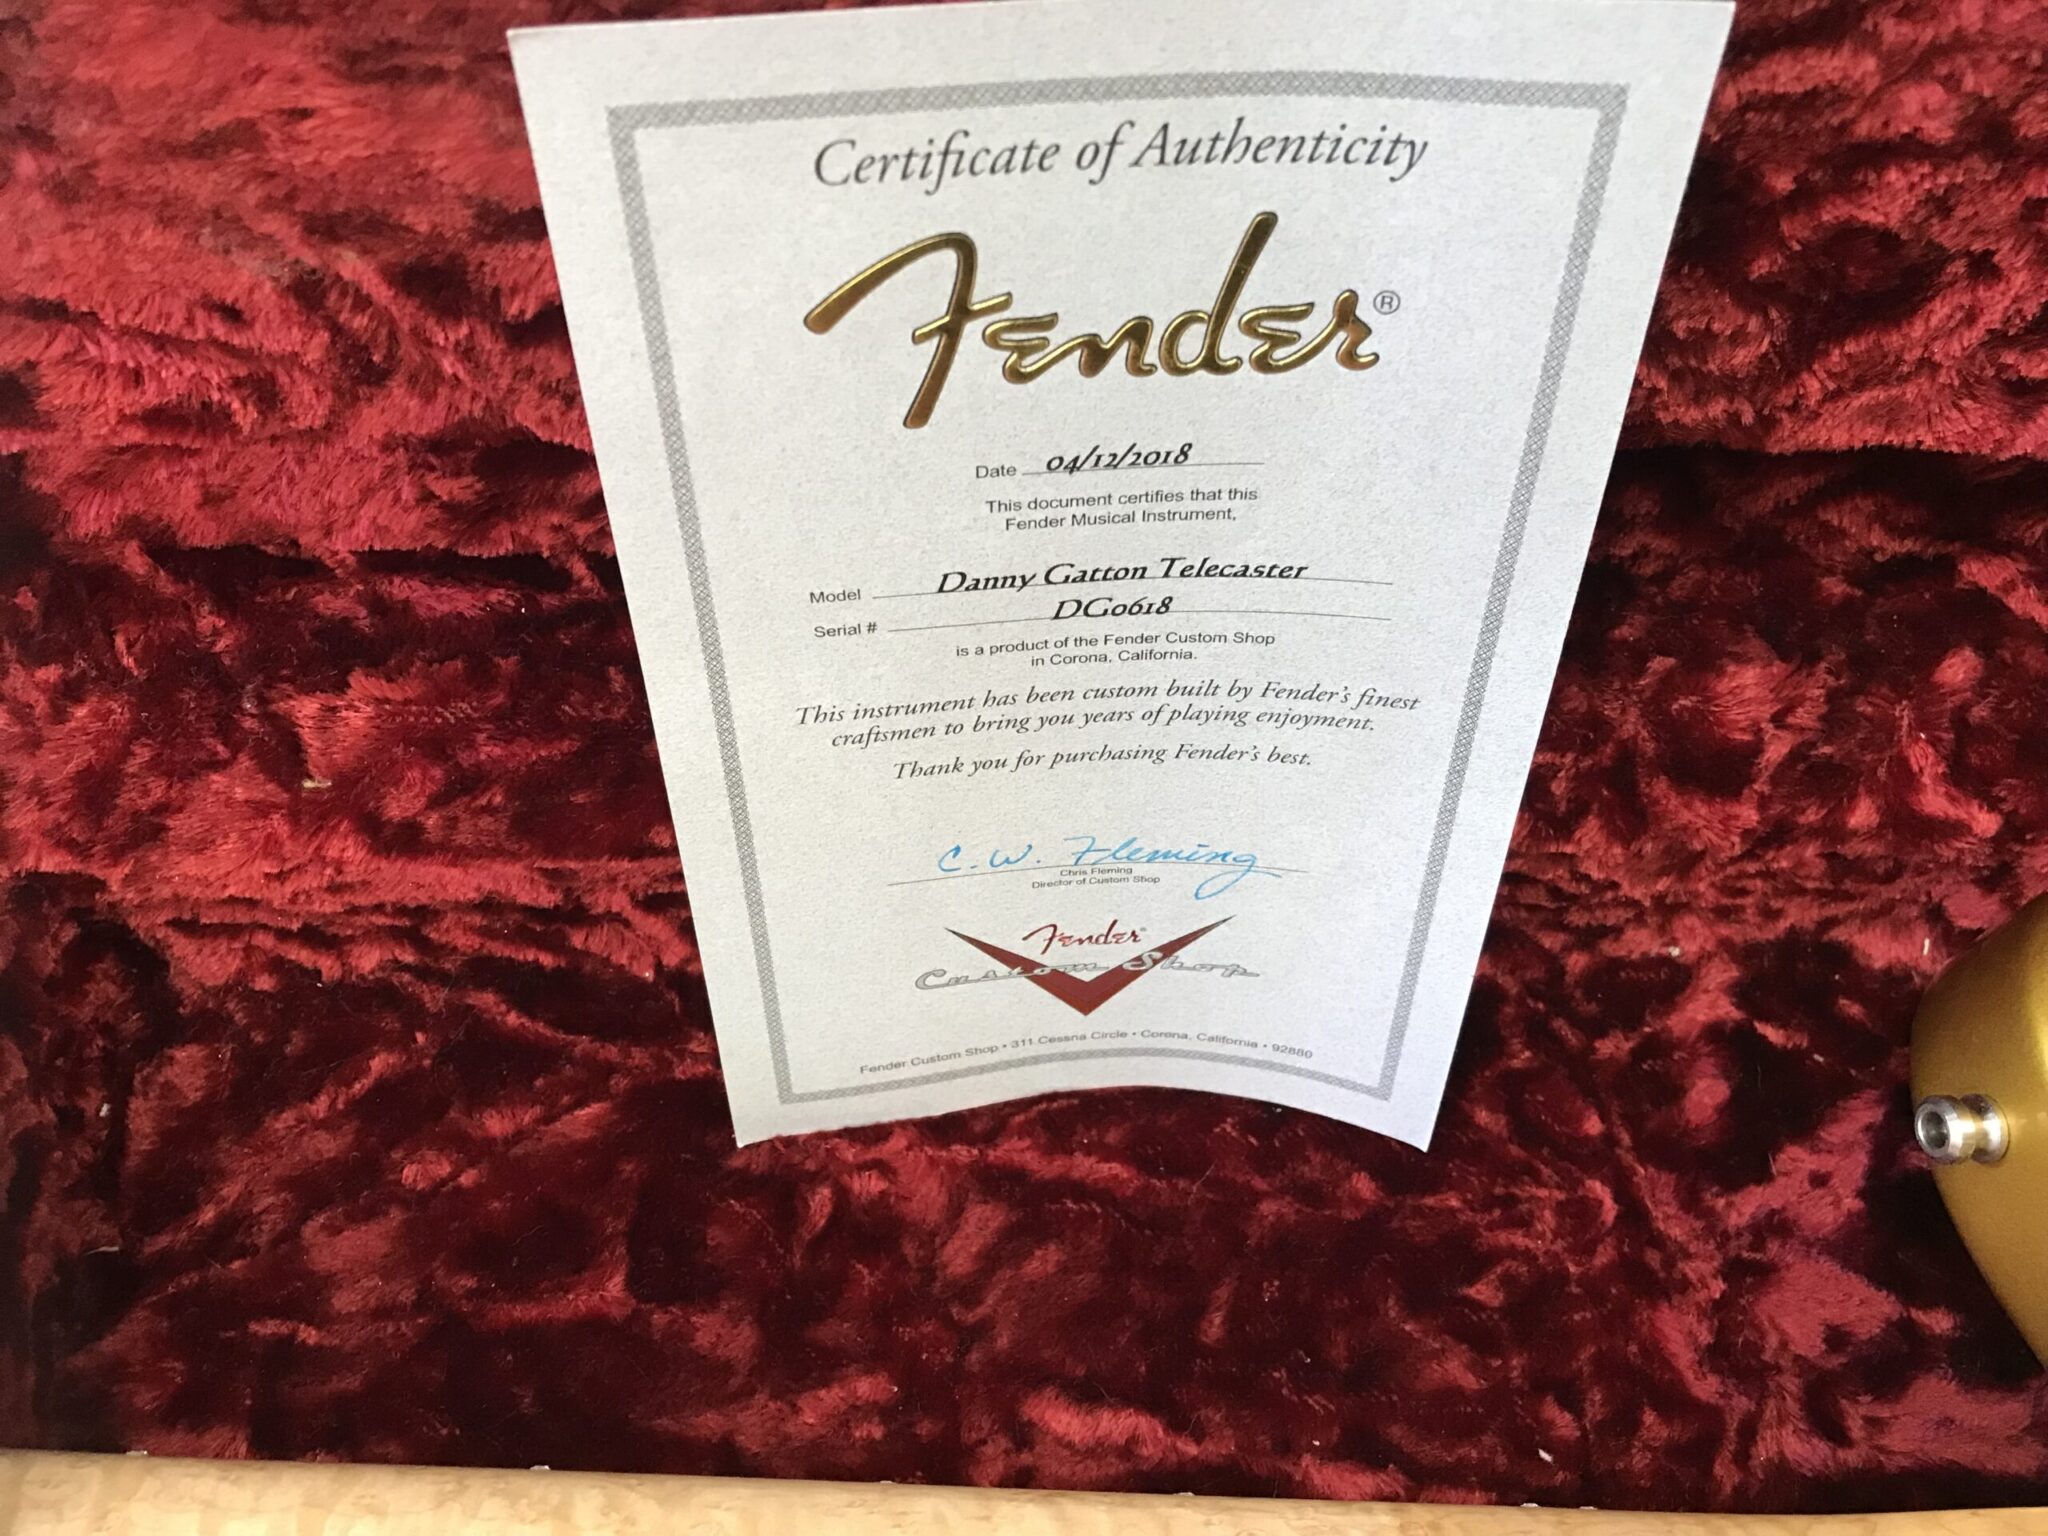 Certificate of Authenticity
Fender®
Date 04/12/2018
This document certifies that this
Fender Musical Instrument,
Model Danny Gatton Telecaster
Serial # DG0618
is a product of the Fender Custom Shop
in Corona, California.
This instrument has been custom built by Fender's finest
craftsmen to bring you years of playing enjoyment.
Thank you for purchasing Fender's best.
C. W. Fleming
Chris Fleming
Director of Custom Shop
Fender
Custom Shop
Fender Custom Shop • 311 Cessna Circle • Corona, California • 92880